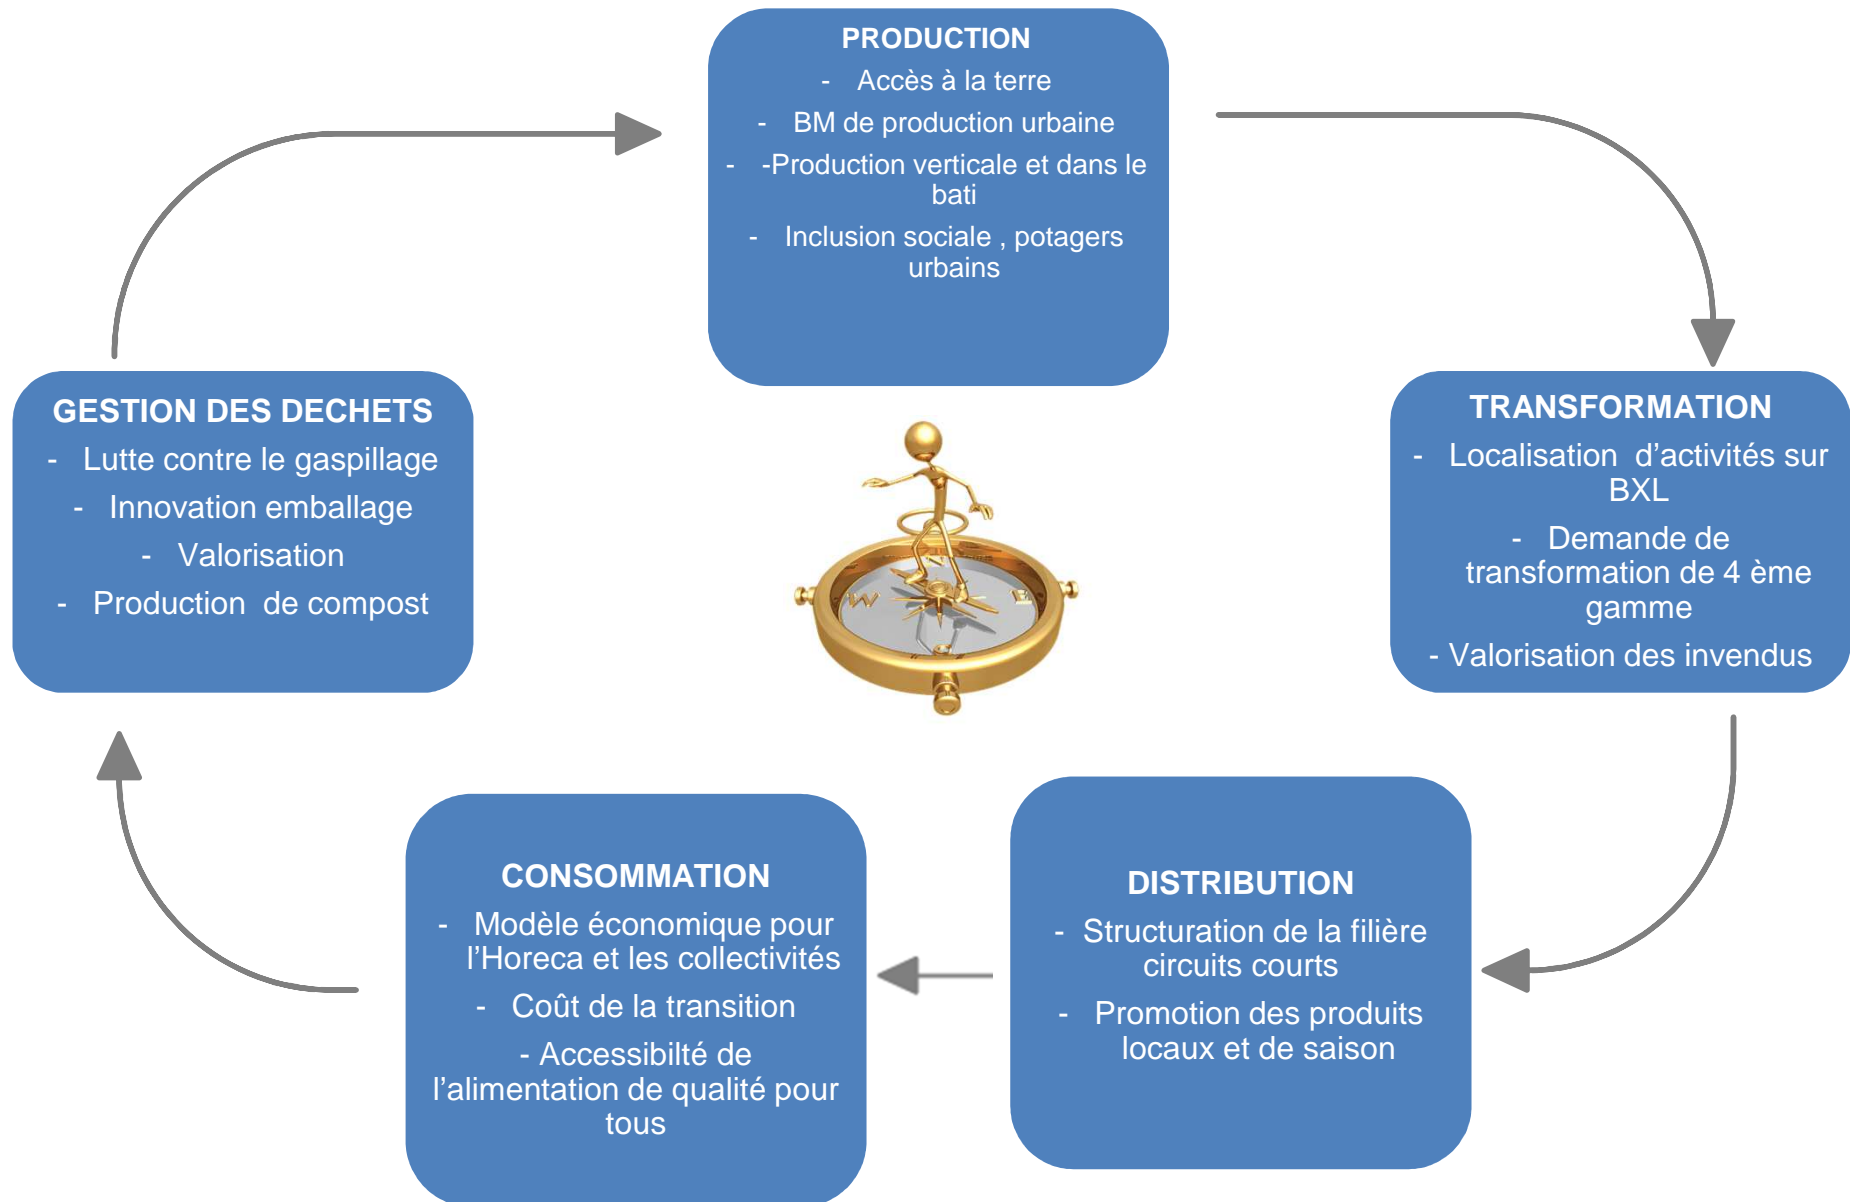 PRODUCTION
- Accès à la terre
- BM de production urbaine
- -Production verticale et dans le
bati
- Inclusion sociale , potagers
urbains
GESTION DES DECHETS
- Lutte contre le gaspillage
- Innovation emballage
- Valorisation
- Production de compost
TRANSFORMATION
- Localisation d’activités sur
BXL
- Demande de
transformation de 4 ème
gamme
- Valorisation des invendus
N
W
E
CONSOMMATION
- Modèle économique pour
l’Horeca et les collectivités
- Coût de la transition
- Accessibilté de
l’alimentation de qualité pour
tous
DISTRIBUTION
- Structuration de la filière
circuits courts
- Promotion des produits
locaux et de saison